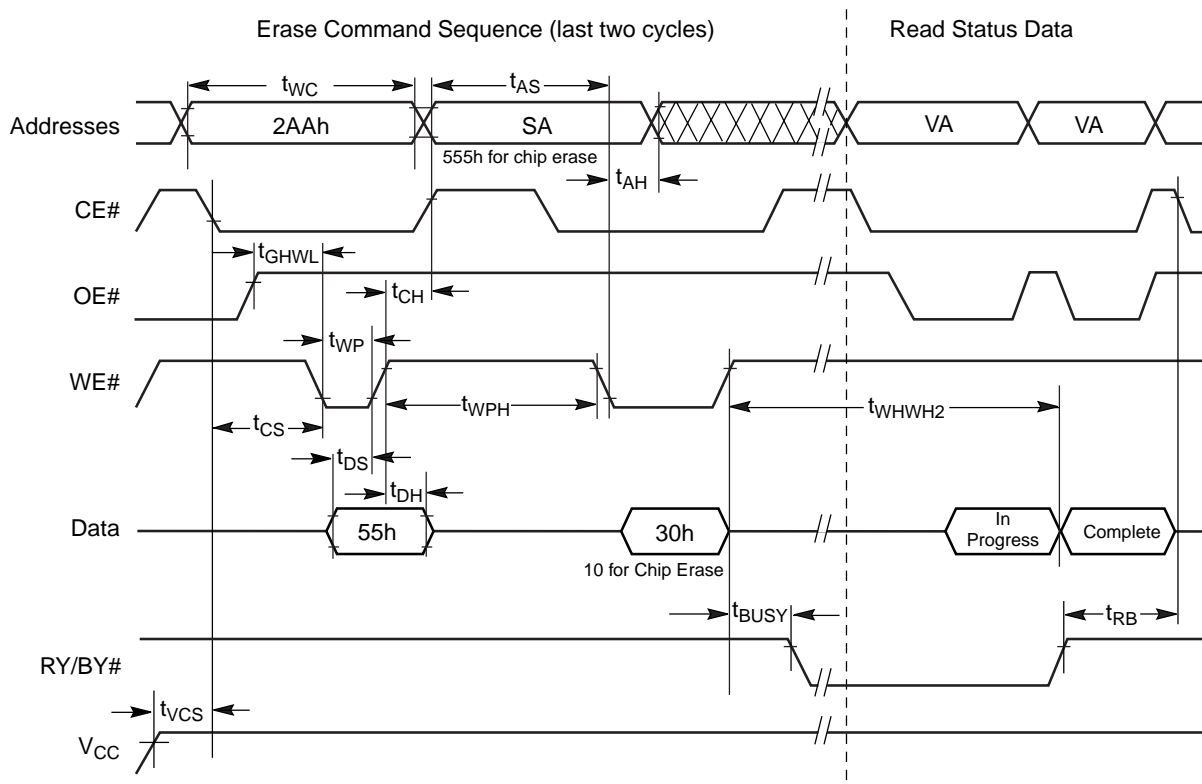 Erase Command Sequence (last two cycles) Read Status Data
tWC tAS
Addresses 2AAh SA VA VA
555h for chip erase
tAH
CE#
tGHWL
OE#
tCH
tWP
WE#
tWPH tWHWH2
tCS
tDS
tDH
Data 55h 30h In Progress Complete
10 for Chip Erase
tBUSY tRB
RY/BY#
tVCS
VCC